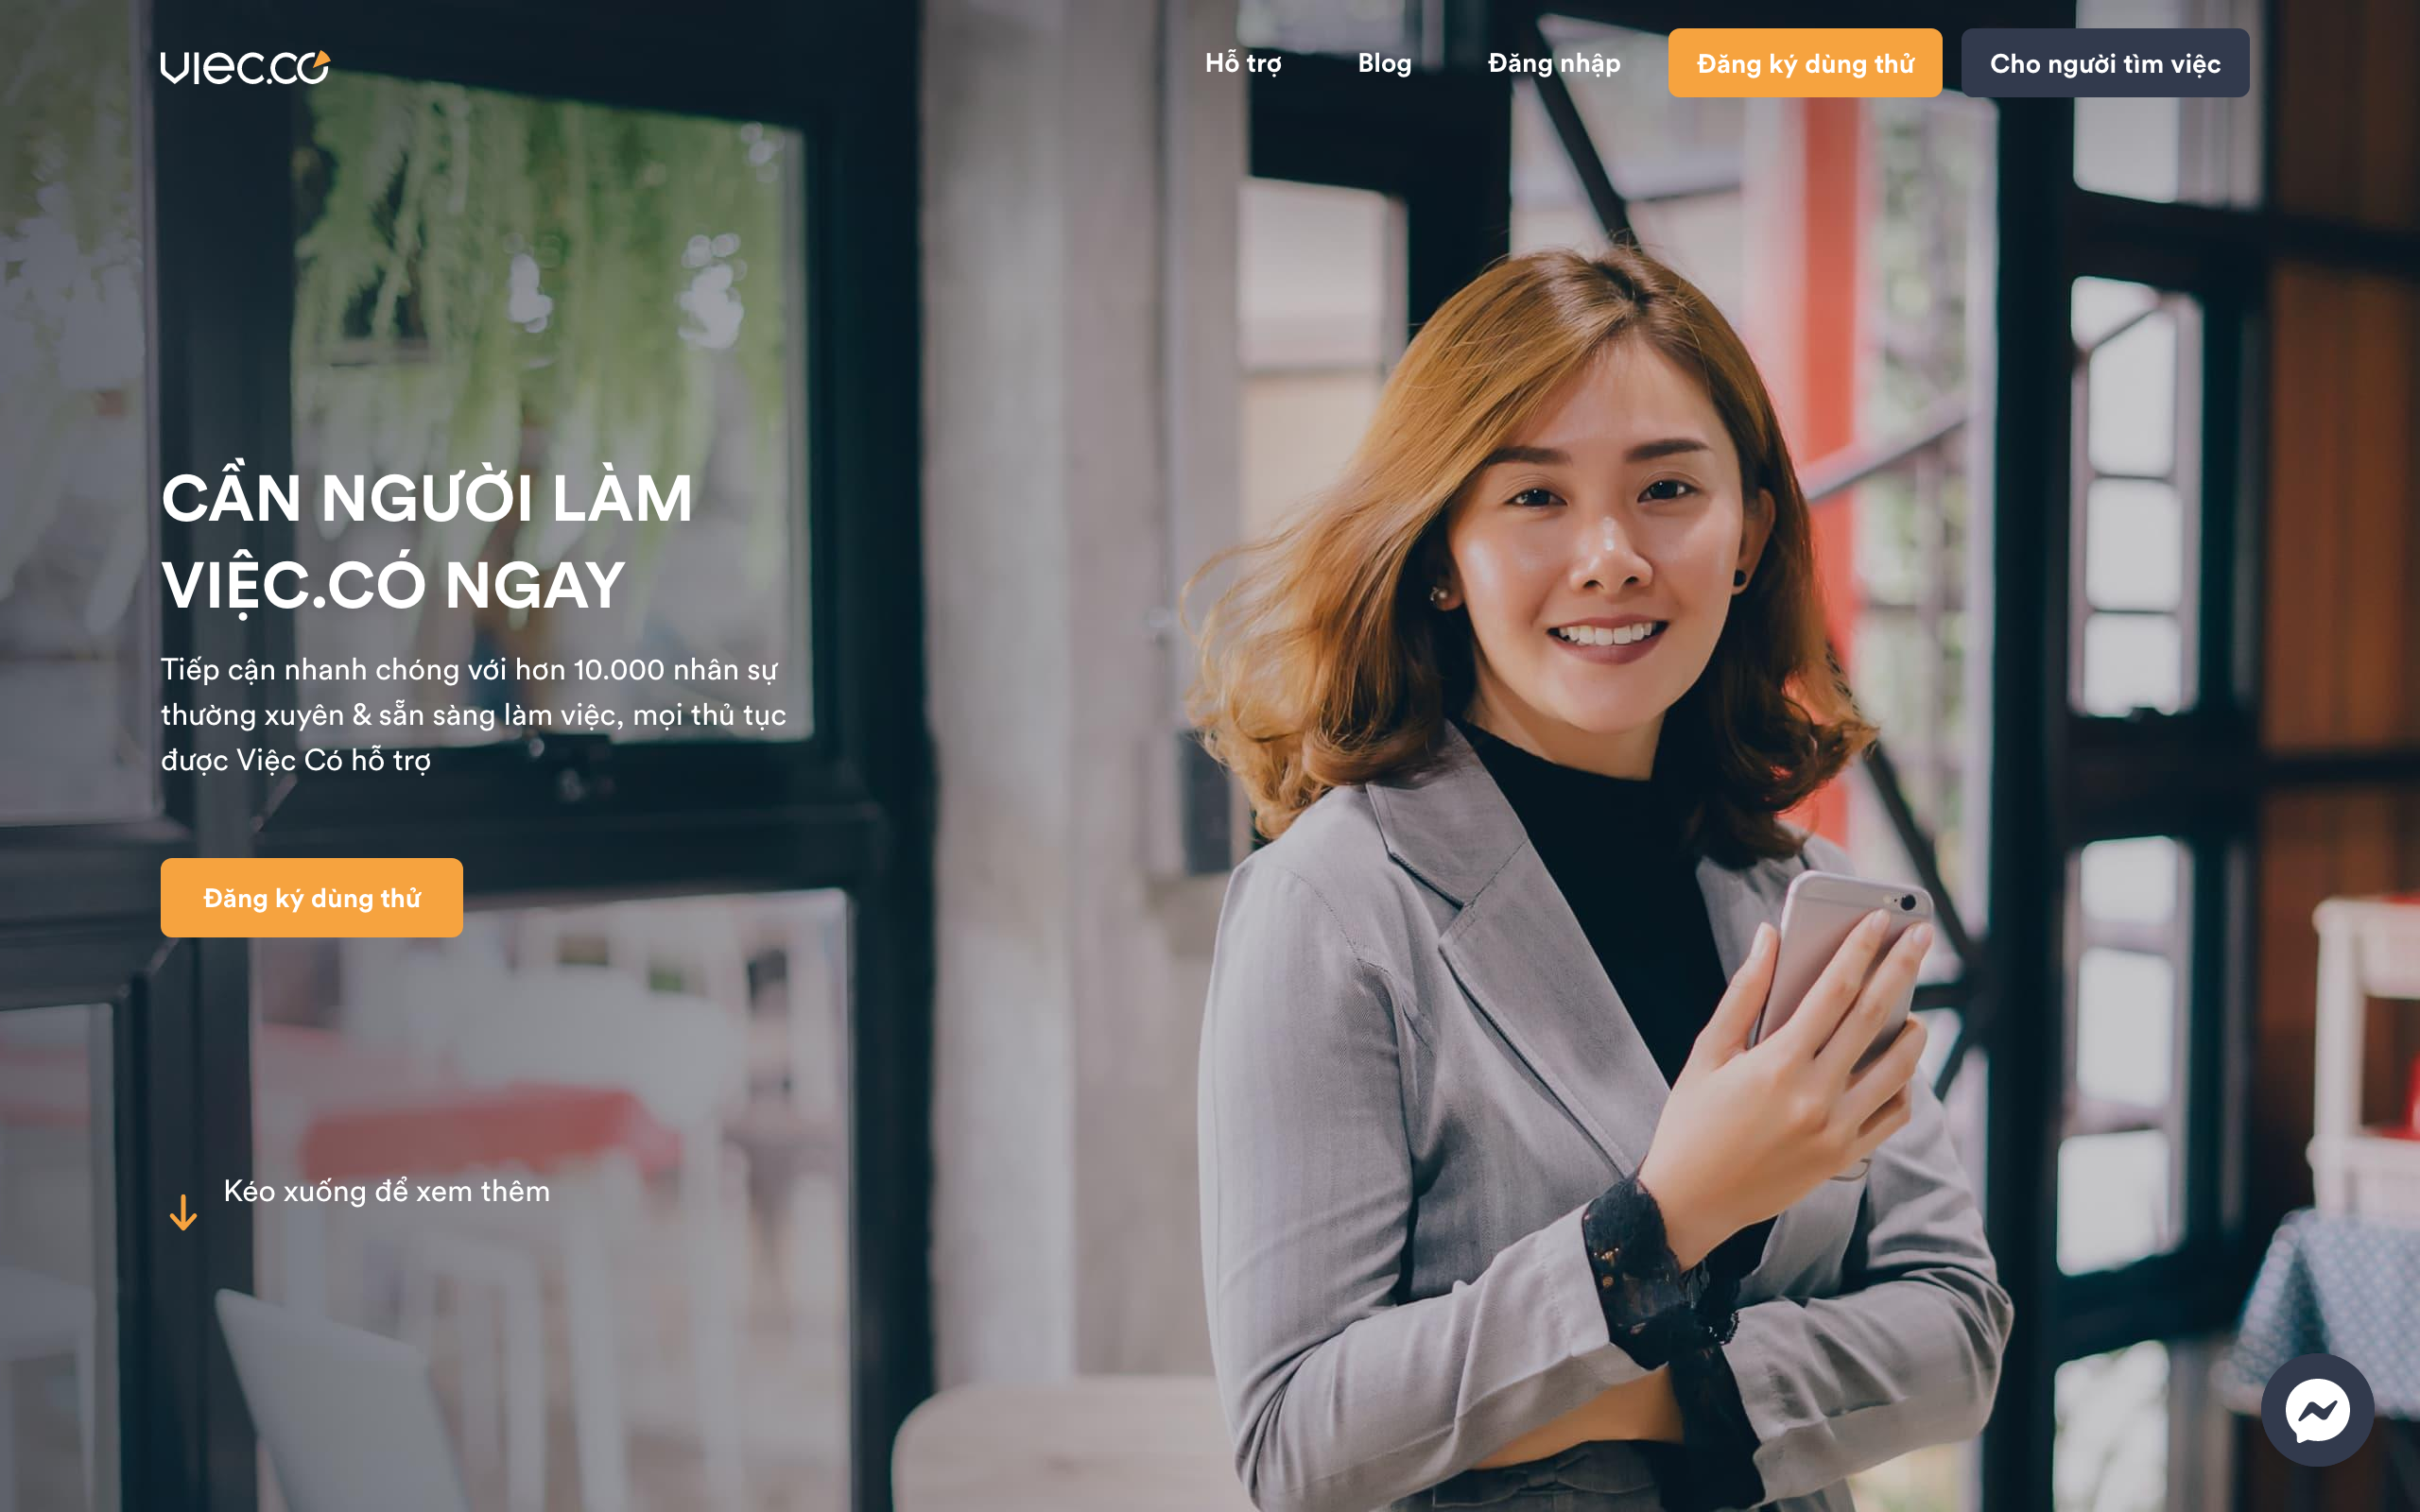 viec.có
Hỗ trợ
Blog
Đăng nhập
Đăng ký dùng thử
Cho người tìm việc
CẦN NGƯỜI LÀM
VIỆC.CÓ NGAY
Tiếp cận nhanh chóng với hơn 10.000 nhân sự
thường xuyên & sẵn sàng làm việc, mọi thủ tục
được Việc Có hỗ trợ
Đăng ký dùng thử
Kéo xuống để xem thêm